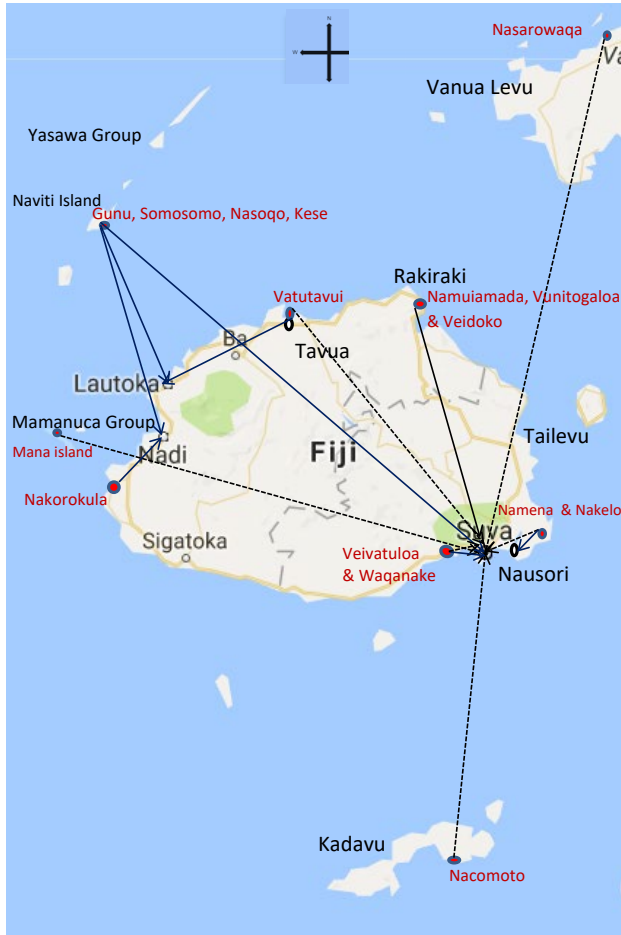 Nasarowaqa
N
W
Va
Vanua Levu
Yasawa Group
Naviti Island
Gunu, Somosomo, Nasoqo, Kese
Rakiraki
Vatutavui
Namuiamada, Vunitogaloa
& Veidoko
Ba
Tavua
Lautoka
Mamanuca Group
Tailevu
Mana island
Nadi
Fiji
Nakorokula
Namena & Nakelo
Suva
Sigatoka
Veivatuloa
& Waqanake
Nausori
Kadavu
Nacomoto